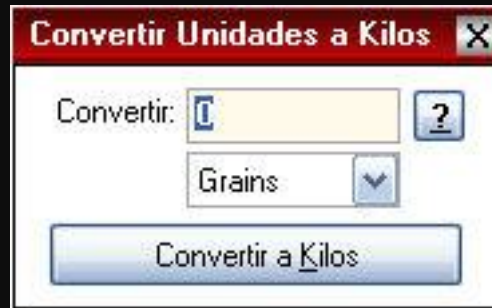 Convertir Unidades a Kilos X
Convertir: 0 ?
Grains
Convertir a Kilos